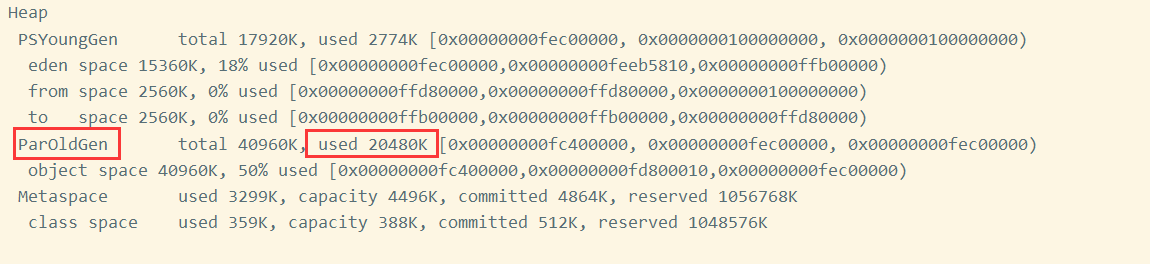 Heap
PSYoungGen total 17920K, used 2774K [0x00000000fec00000, 0x0000000100000000, 0x0000000100000000)
eden space 15360K, 18% used [0x00000000fec00000,0x00000000feeb5810,0x00000000ffb00000)
from space 2560K, 0% used [0x00000000ffd80000,0x00000000ffd80000,0x0000000100000000)
to space 2560K, 0% used [0x00000000ffb00000,0x00000000ffb00000,0x00000000ffd80000)
ParOldGen total 40960K, used 20480K [0x00000000fc400000, 0x00000000fec00000, 0x00000000fec00000)
object space 40960K, 50% used [0x00000000fc400000,0x00000000fd800010,0x00000000fec00000)
Metaspace used 3299K, capacity 4496K, committed 4864K, reserved 1056768K
class space used 359K, capacity 388K, committed 512K, reserved 1048576K